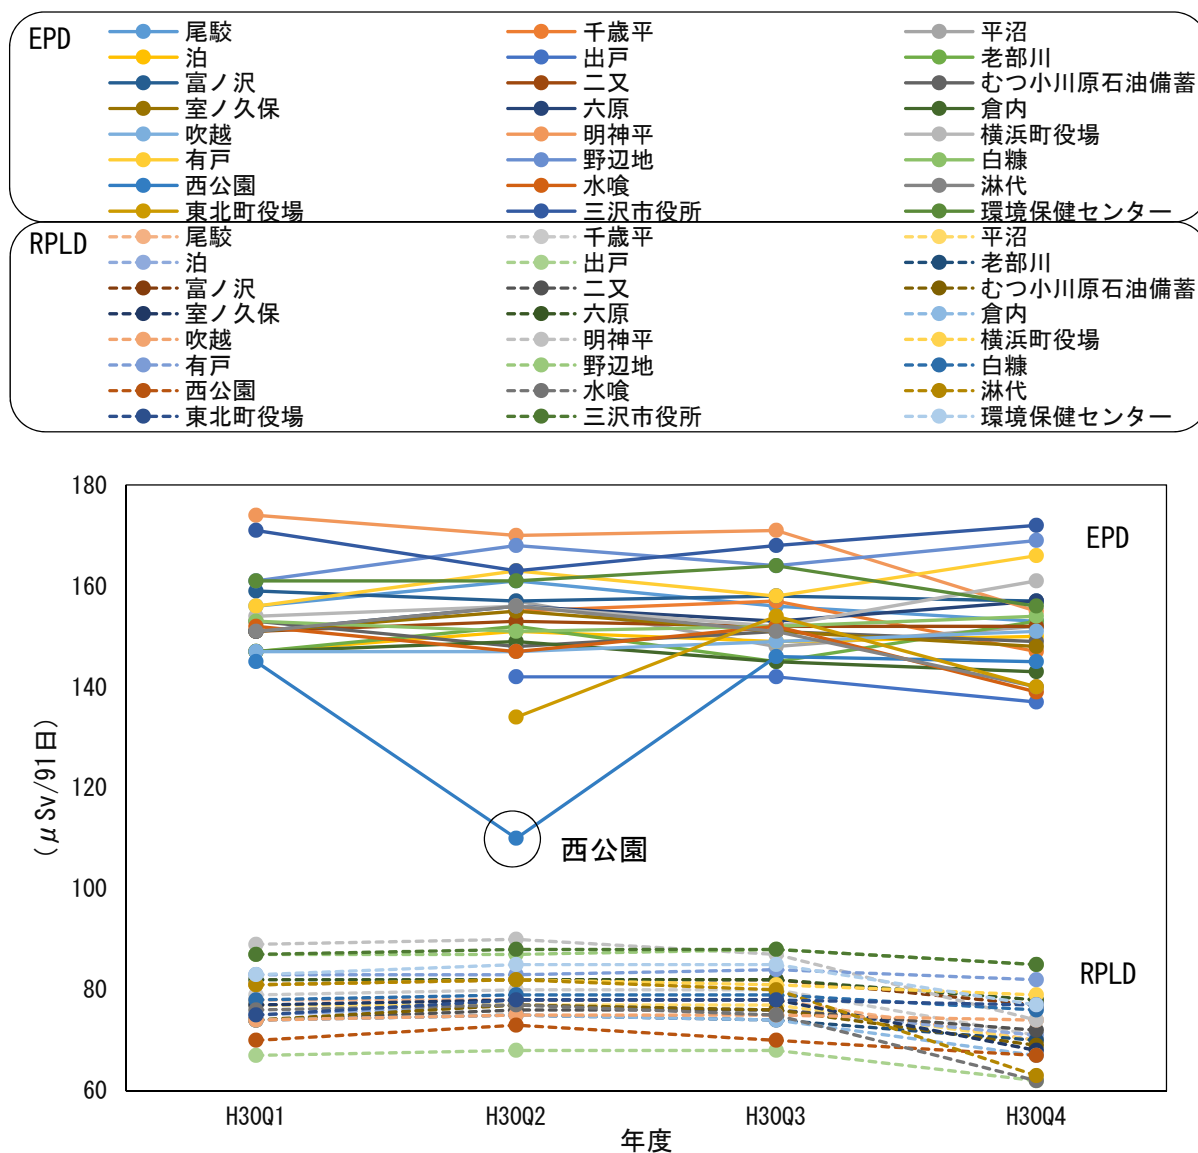 EPD
尾駮 千歳平 平沼
泊 出戸 老部川
富ノ沢 二又 むつ小川原石油備蓄
室ノ久保 六原 倉内
吹越 明神平 横浜町役場
有戸 野辺地 白糠
西公園 水喰 淋代
東北町役場 三沢市役所 環境保健センター
RPLD
尾駮 千歳平 平沼
泊 出戸 老部川
富ノ沢 二又 むつ小川原石油備蓄
室ノ久保 六原 倉内
吹越 明神平 横浜町役場
有戸 野辺地 白糠
西公園 水喰 淋代
東北町役場 三沢市役所 環境保健センター
180
160
140
120
100
80
60
(μSv/91日)
EPD
西公園
RPLD
H30Q1 H30Q2 H30Q3 H30Q4
年度